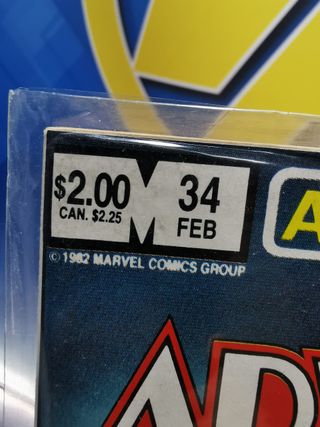 $2.00
CAN. $2.25
34
FEB
© 1982 MARVEL COMICS GROUP